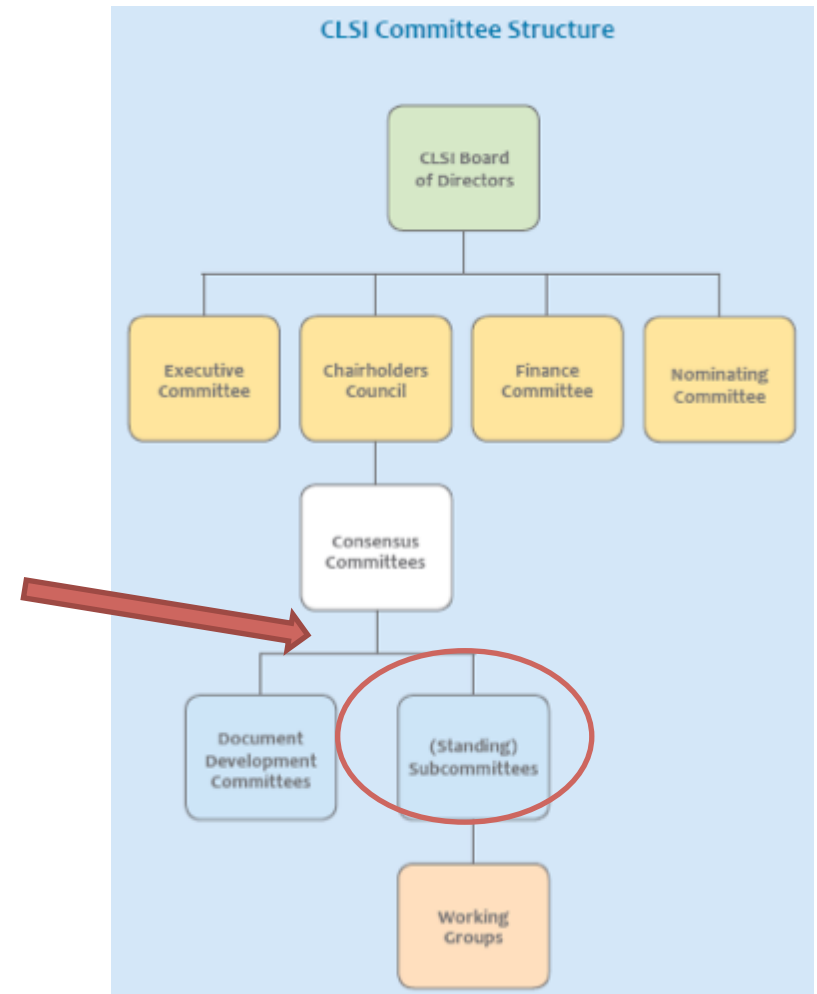 CLSI Committee Structure
CLSI Board
of Directors
Executive
Committee
Chairholders
Council
Finance
Committee
Nominating
Committee
Consensus
Committees
Document
Development
Committees
(Standing)
Subcommittees
Working
Groups